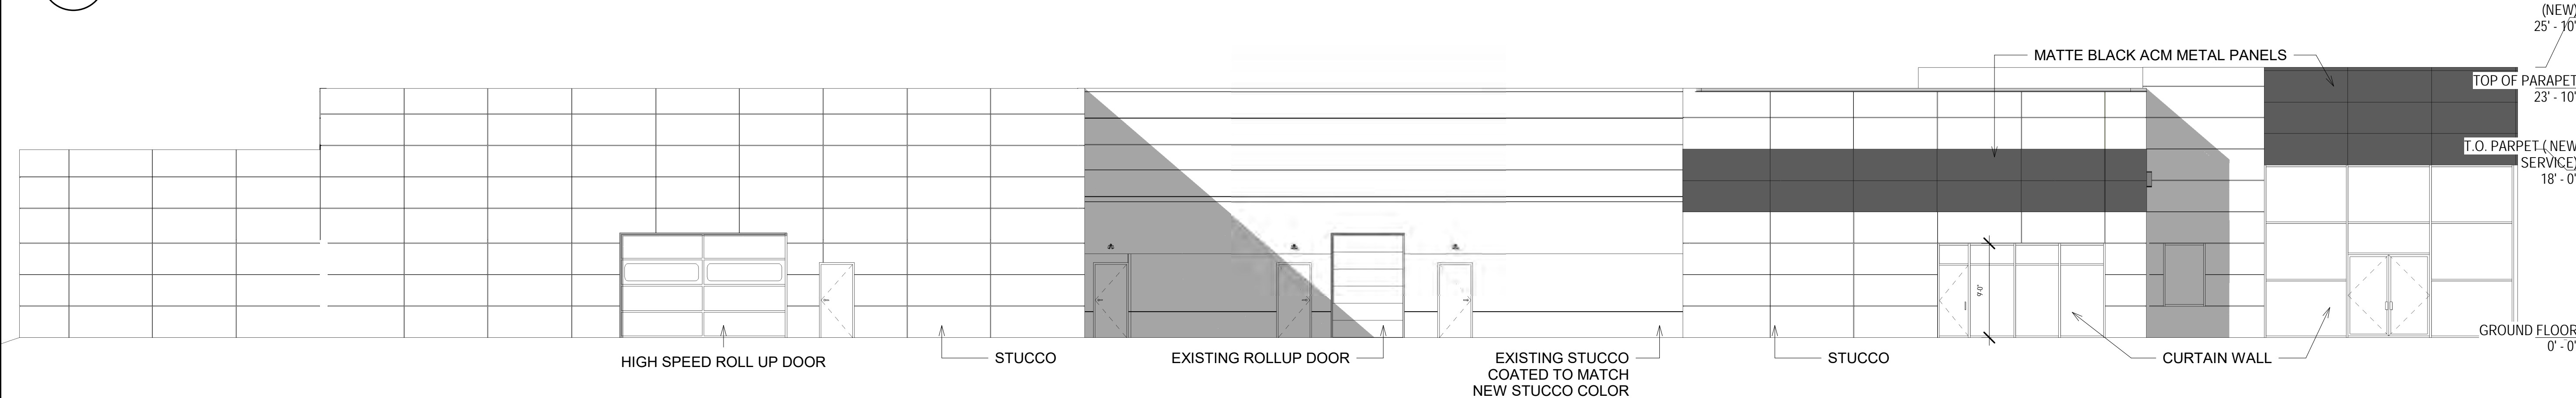 (NEW)
25' - 10"
MATTE BLACK ACM METAL PANELS
TOP OF PARAPET
23' - 10"
T.O. PARPET ( NEW
SERVICE)
18' - 0"
9'-0"
GROUND FLOOR
0' - 0"
HIGH SPEED ROLL UP DOOR
STUCCO
EXISTING ROLLUP DOOR
EXISTING STUCCO
COATED TO MATCH
NEW STUCCO COLOR
STUCCO
CURTAIN WALL